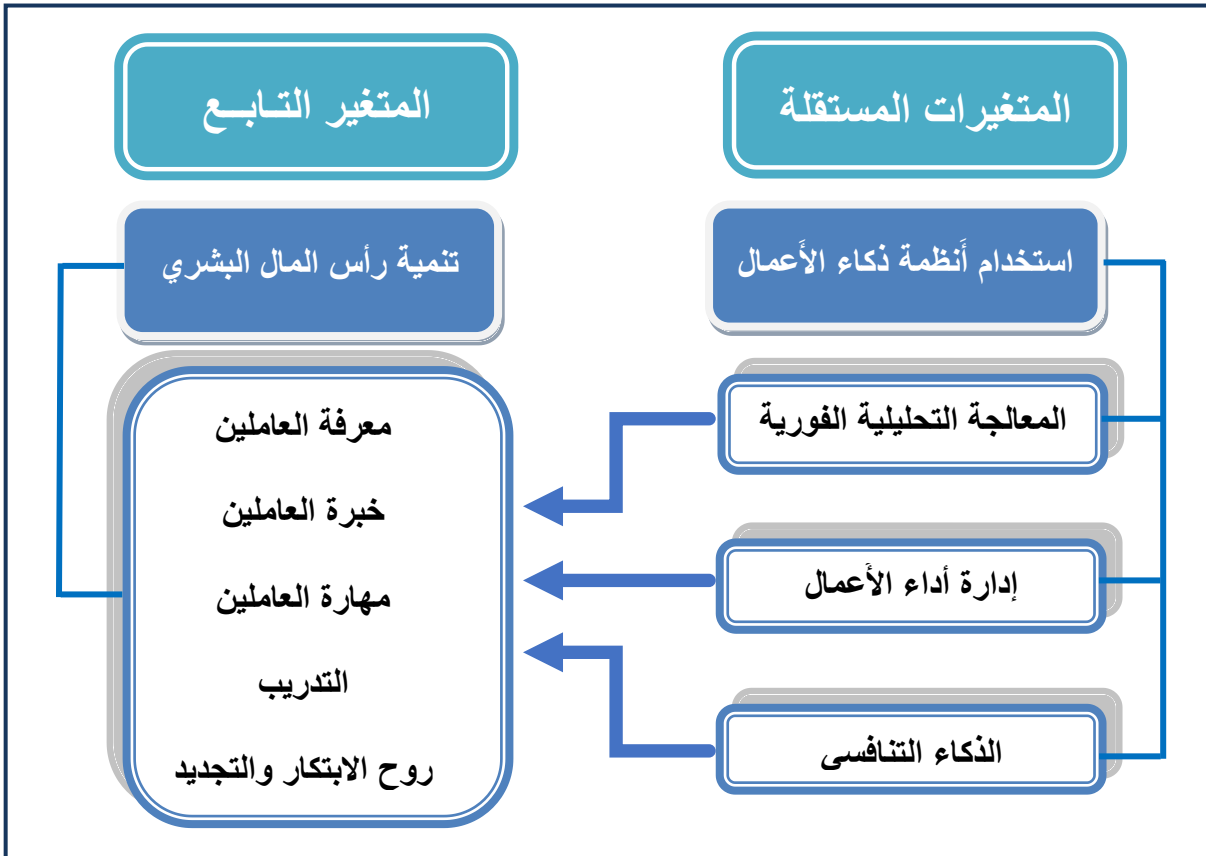 المتغيرات المستقلة
المتغير التـابـــع
استخدام أَنظمة ذكاء الأَعمال
تنمية رأس المال البشري
المعالجة التحليلية الفورية
إدارة أداء الأَعمال
الذكاء التنافسى
معرفة العاملين
خبرة العاملين
مهارة العاملين
التدريب
روح الابتكار والتجديد